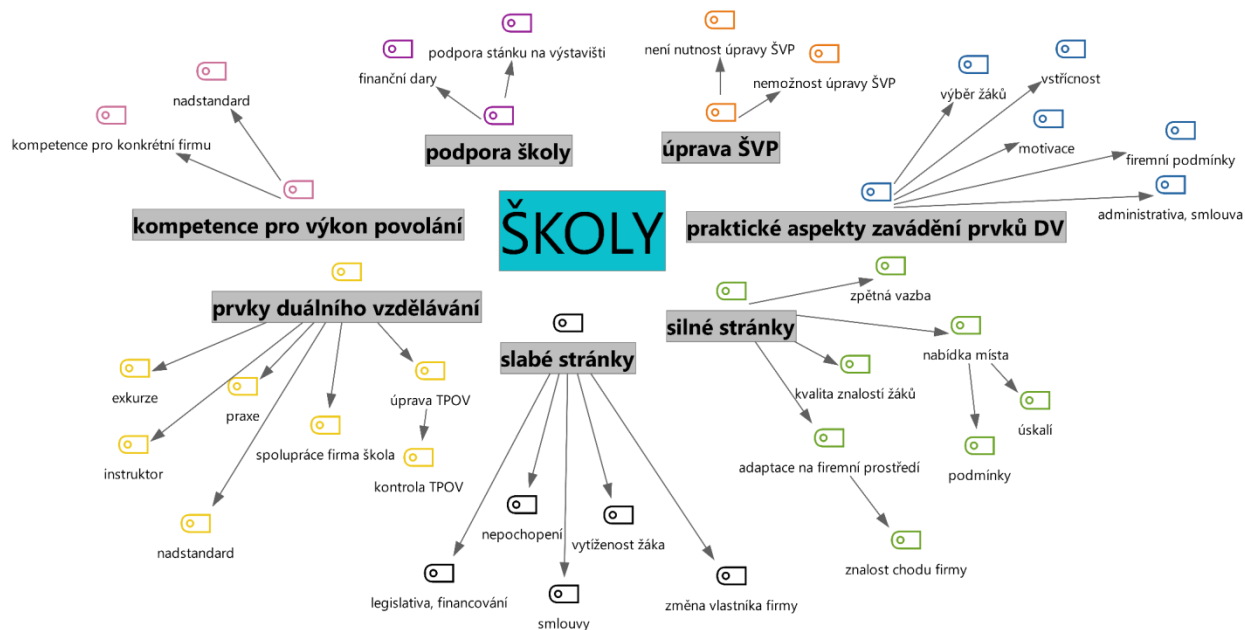 podpora stánku na výstavišti
není nutnost úpravy ŠVP
finanční dary
nemožnost úpravy ŠVP
vstřícnost
výběr žáků
nadstandard
kompetence pro konkrétní firmu
podpora školy
úprava ŠVP
motivace
firemní podmínky
administrativa, smlouva
kompetence pro výkon povolání
ŠKOLY
praktické aspekty zavádění prvků DV
prvky duálního vzdělávání
zpětná vazba
silné stránky
slabé stránky
nabídka místa
exkurze
praxe
úprava TPOV
kvalita znalostí žáků
úskalí
spolupráce firma škola
instruktor
kontrola TPOV
adaptace na firemní prostředí
podmínky
nadstandard
nepochopení
vytíženost žáka
znalost chodu firmy
legislativa, financování
smlouvy
změna vlastníka firmy